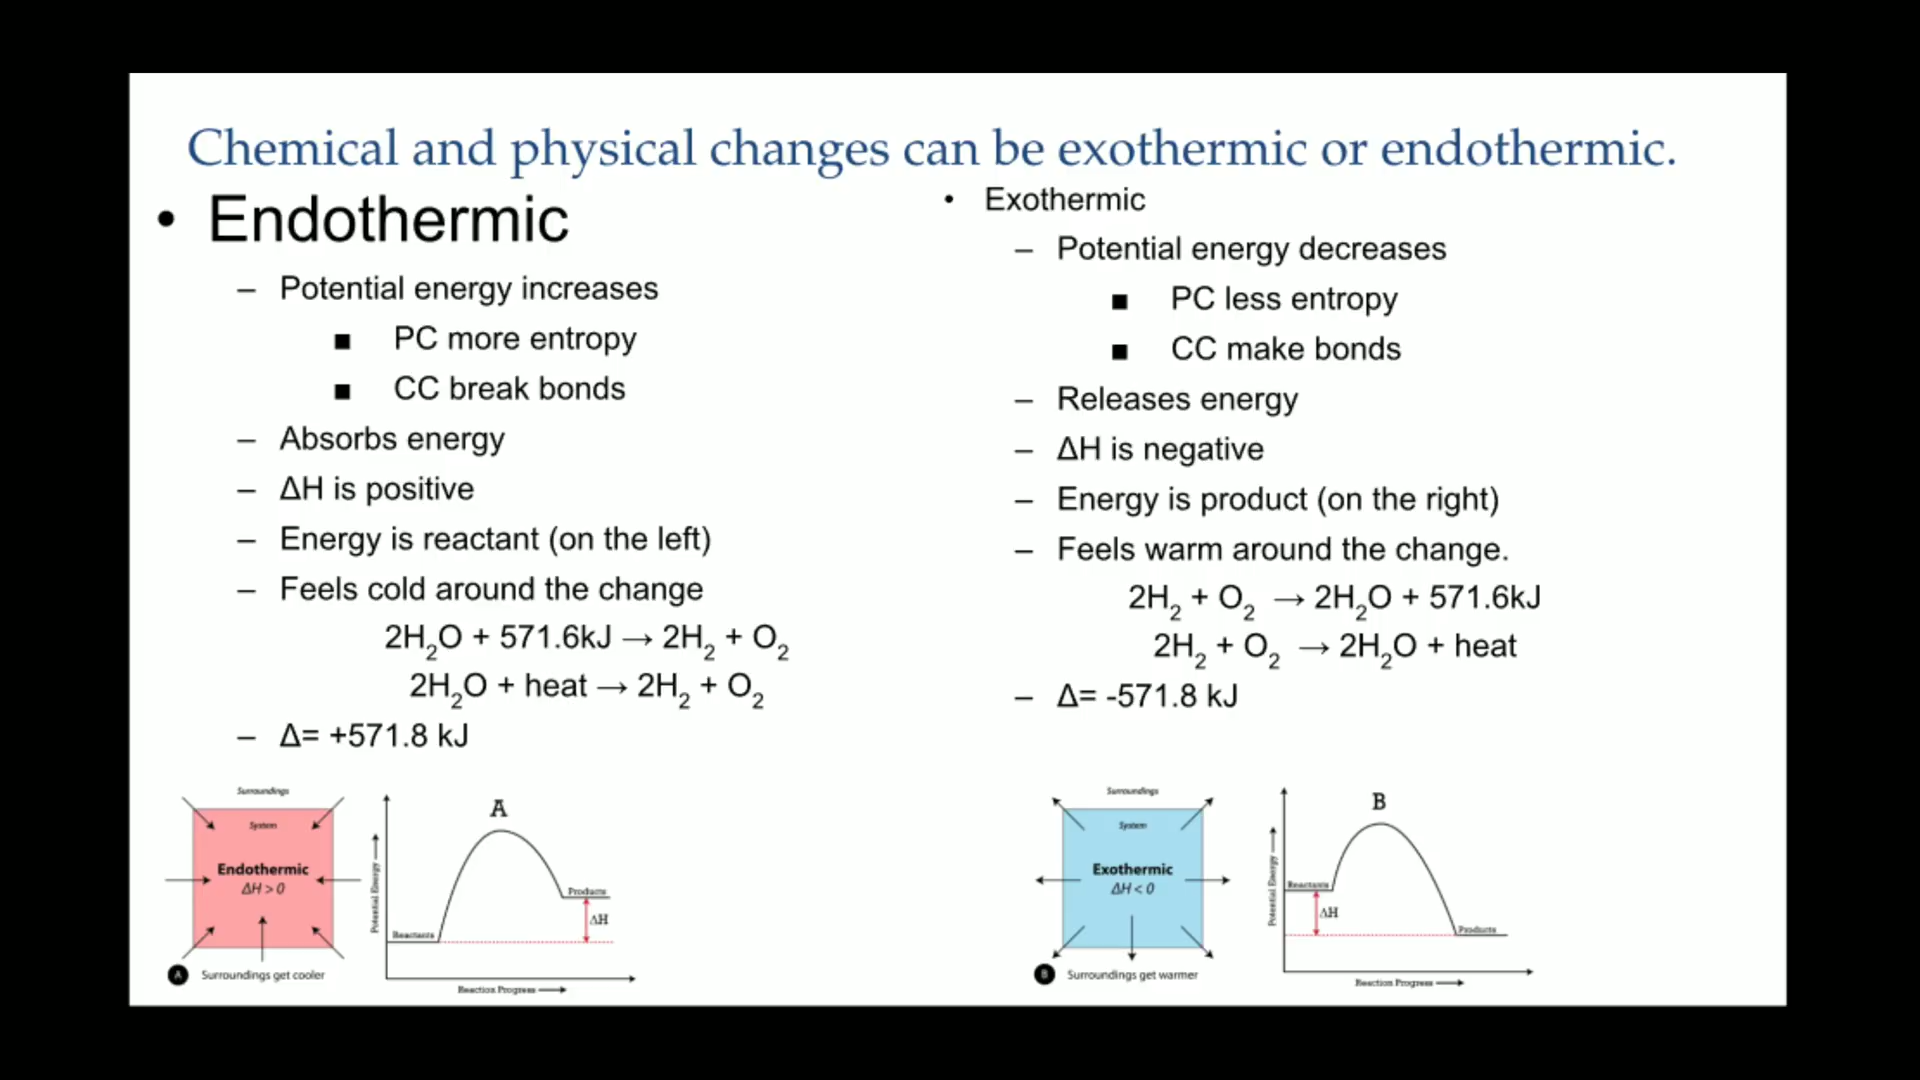 Chemical and physical changes can be exothermic or endothermic.
• Endothermic
– Potential energy increases
■ PC more entropy
■ CC break bonds
– Absorbs energy
– ΔH is positive
– Energy is reactant (on the left)
– Feels cold around the change
2H₂O + 571.6kJ → 2H₂ + O₂
2H₂O + heat → 2H₂ + O₂
– Δ= +571.8 kJ
Surroundings
System
Endothermic
ΔH > 0
A Surroundings get cooler
A
Potential Energy →
Reactants
Products
ΔH
Reaction Progress →
• Exothermic
– Potential energy decreases
■ PC less entropy
■ CC make bonds
– Releases energy
– ΔH is negative
– Energy is product (on the right)
– Feels warm around the change.
2H₂ + O₂ → 2H₂O + 571.6kJ
2H₂ + O₂ → 2H₂O + heat
– Δ= -571.8 kJ
Surroundings
System
Exothermic
ΔH < 0
B Surroundings get warmer
B
Potential Energy →
Reactants
ΔH
Products
Reaction Progress →